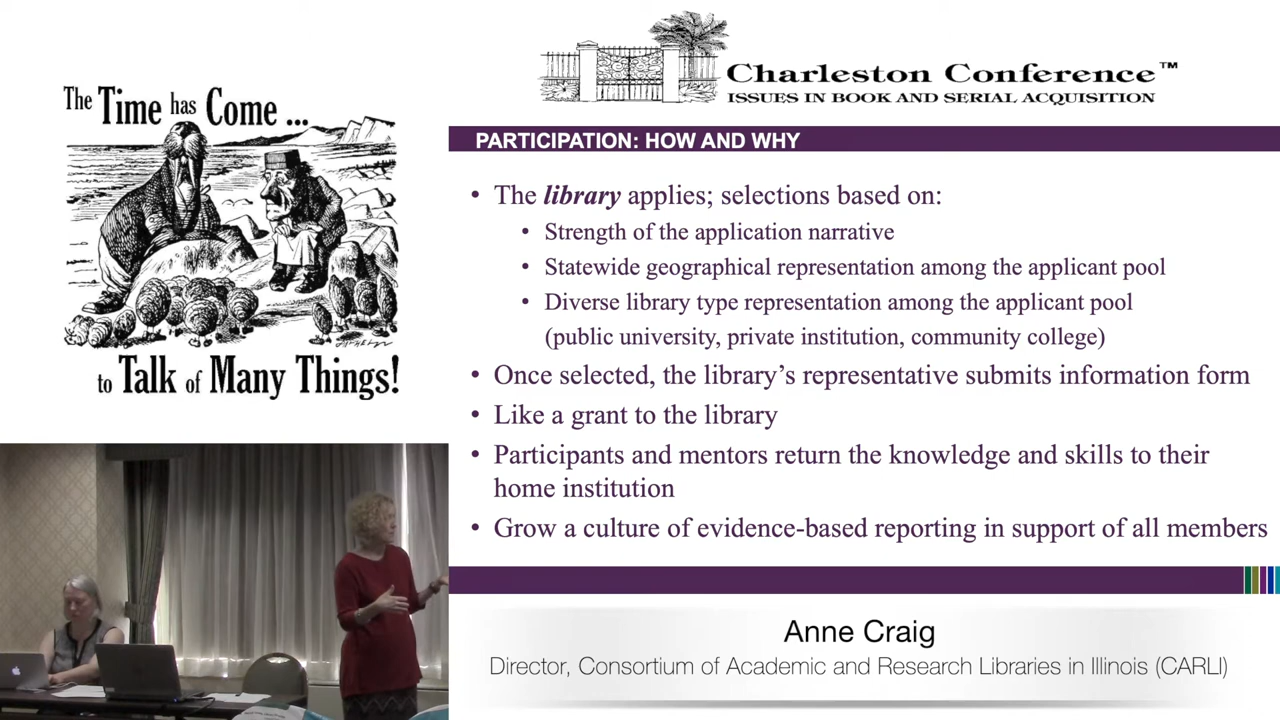 The Time has Come ...
to Talk of Many Things!
Charleston Conference™
ISSUES IN BOOK AND SERIAL ACQUISITION
PARTICIPATION: HOW AND WHY
• The library applies; selections based on:
• Strength of the application narrative
• Statewide geographical representation among the applicant pool
• Diverse library type representation among the applicant pool
(public university, private institution, community college)
• Once selected, the library's representative submits information form
• Like a grant to the library
• Participants and mentors return the knowledge and skills to their
home institution
• Grow a culture of evidence-based reporting in support of all members
Anne Craig
Director, Consortium of Academic and Research Libraries in Illinois (CARLI)